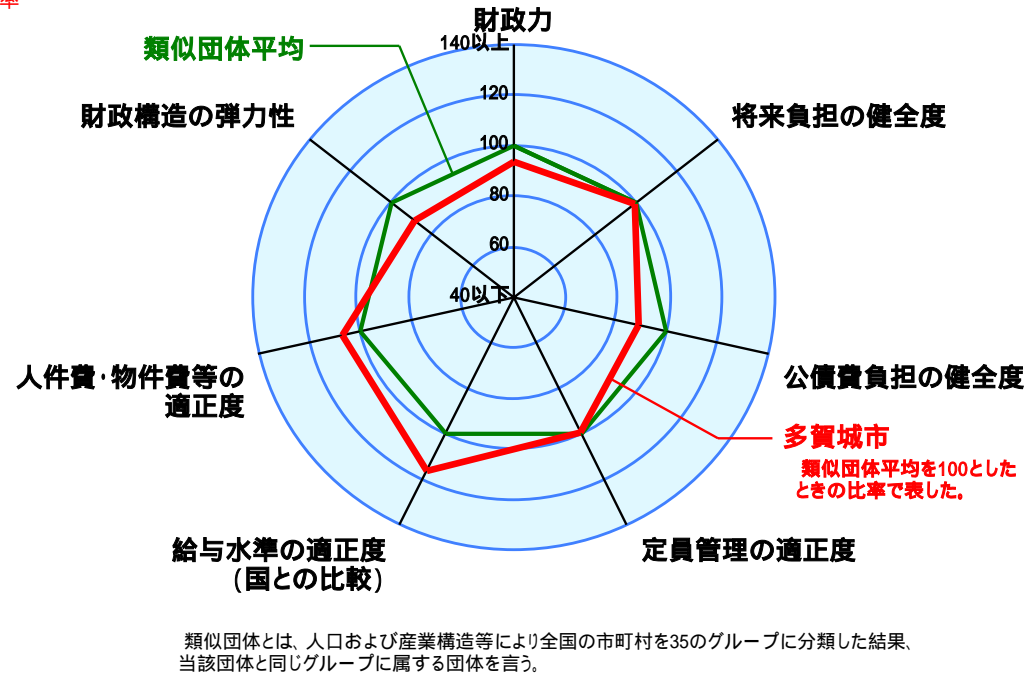 率
財政力
140以上
類似団体平均
120
財政構造の弾力性
将来負担の健全度
100
80
60
40以下
人件費・物件費等の
適正度
公債費負担の健全度
多賀城市
類似団体平均を100とした
ときの比率で表した。
給与水準の適正度
(国との比較)
定員管理の適正度
類似団体とは、人口および産業構造等により全国の市町村を35のグループに分類した結果、
当該団体と同じグループに属する団体を言う。